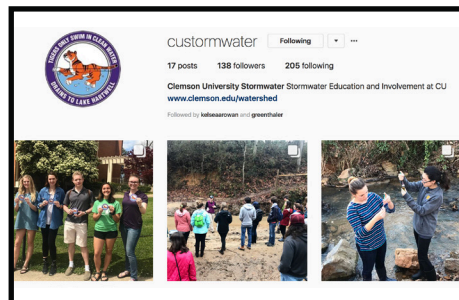 TIGERS ONLY SWIM IN CLEAN WATER
DRAINS TO LAKE HARTWELL
custormwater Following
17 posts 138 followers 205 following
Clemson University Stormwater Stormwater Education and Involvement at CU
www.clemson.edu/watershed
Followed by kelseaarowan and greenthaler